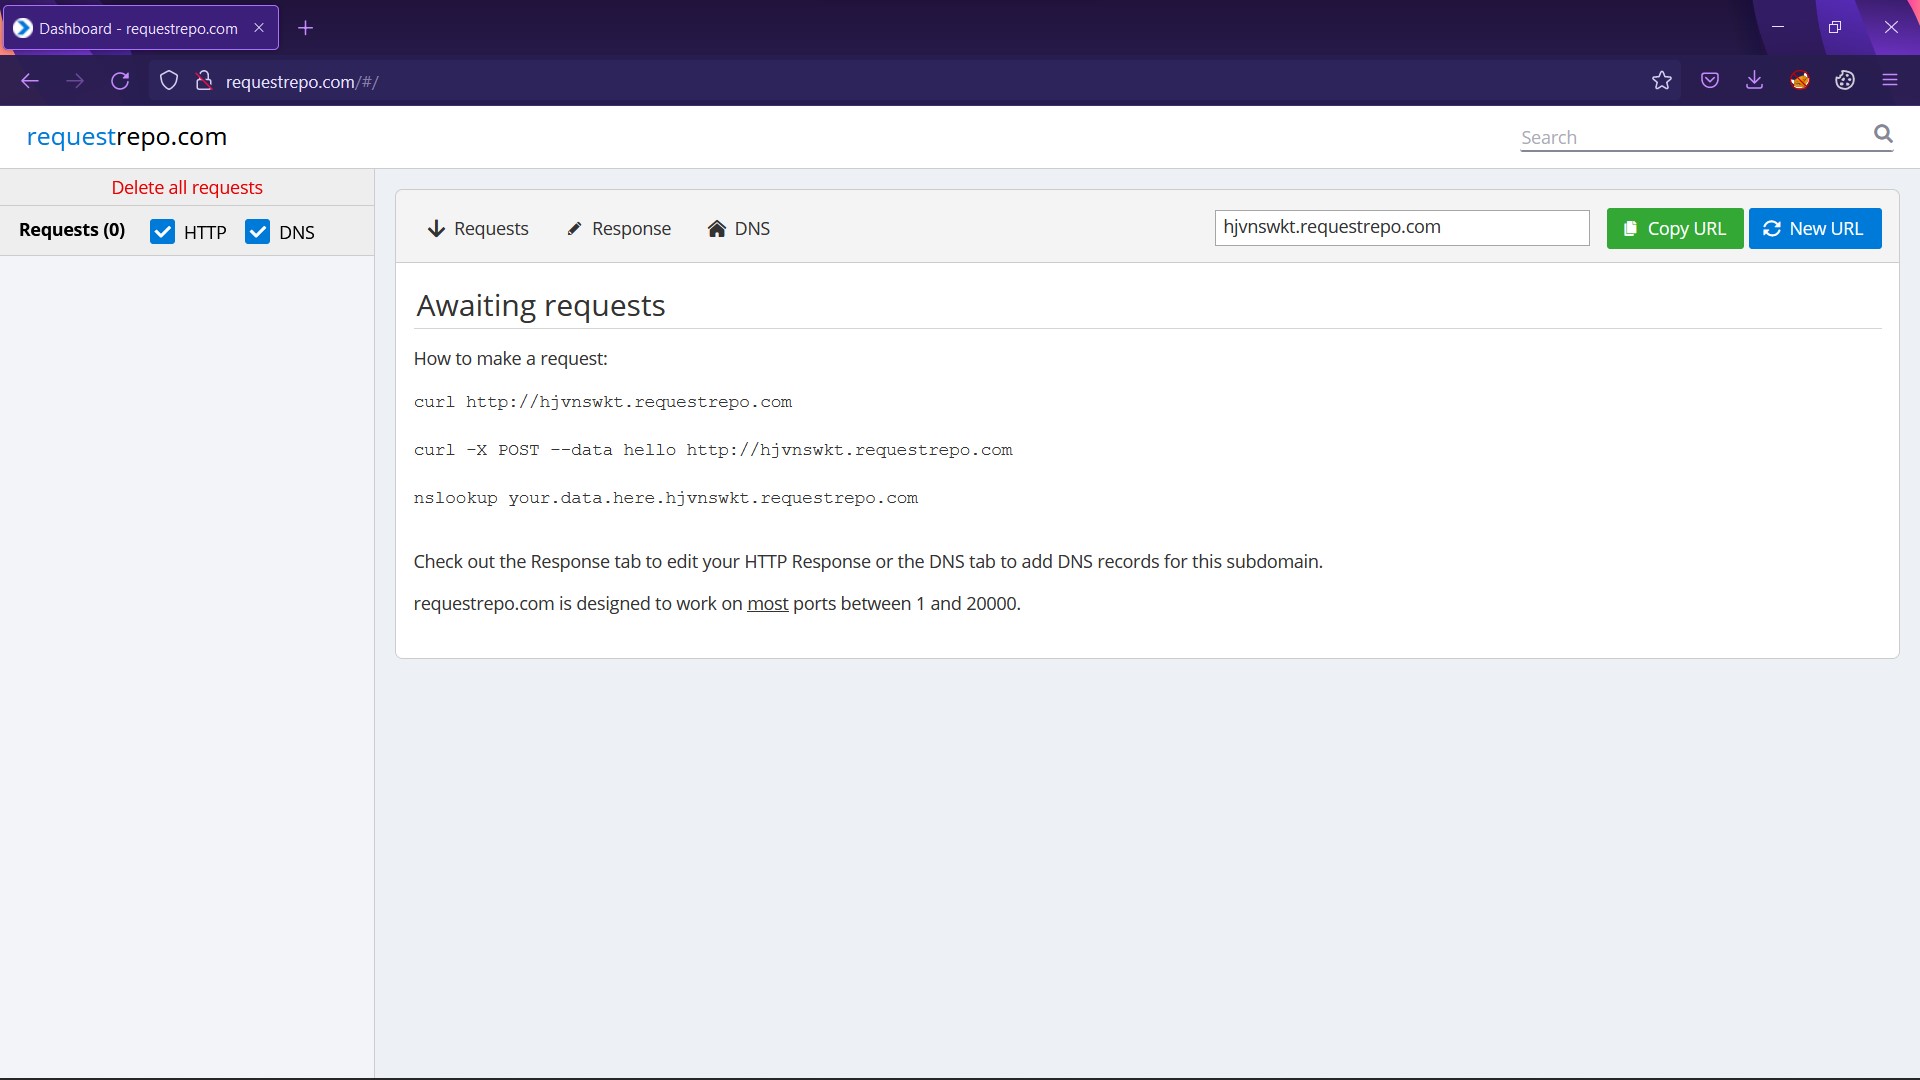 Dashboard - requestrepo.com
requestrepo.com/#/
requestrepo.com
Search
Delete all requests
Requests (0) HTTP DNS
Requests Response DNS hjvnswkt.requestrepo.com Copy URL New URL
Awaiting requests
How to make a request:
curl http://hjvnswkt.requestrepo.com
curl -X POST --data hello http://hjvnswkt.requestrepo.com
nslookup your.data.here.hjvnswkt.requestrepo.com
Check out the Response tab to edit your HTTP Response or the DNS tab to add DNS records for this subdomain.
requestrepo.com is designed to work on most ports between 1 and 20000.